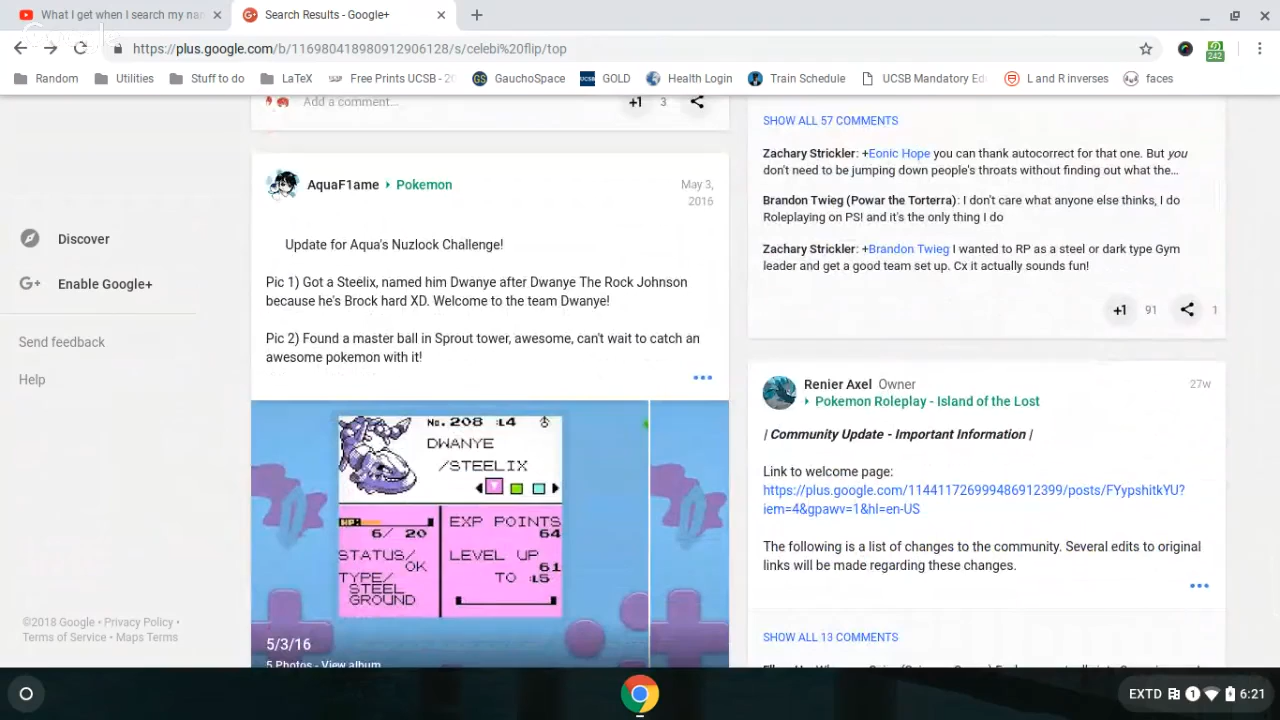 What I get when I search my nar
Search Results - Google+
https://plus.google.com/b/116980418980912906128/s/celebi%20flip/top
242
Random
Utilities
Stuff to do
LaTeX
Free Prints UCSB - 20
GauchoSpace
GOLD
Health Login
Train Schedule
UCSB Mandatory Ed
L and R inverses
faces
Discover
Enable Google+
Send feedback
Help
©2018 Google • Privacy Policy •
Terms of Service • Maps Terms
Add a comment...
+1 3
AquaF1ame ▸ Pokemon
May 3,
2016
Update for Aqua's Nuzlock Challenge!
Pic 1) Got a Steelix, named him Dwanye after Dwanye The Rock Johnson
because he's Brock hard XD. Welcome to the team Dwanye!
Pic 2) Found a master ball in Sprout tower, awesome, can't wait to catch an
awesome pokemon with it!
No. 208 :L4 ♂
DWANYE
/STEELIX
HP:
6/ 20
STATUS/
OK
TYPE/
STEEL
GROUND
EXP POINTS
64
LEVEL UP
61
TO :L5
5/3/16
5 Photos - View album
SHOW ALL 57 COMMENTS
Zachary Strickler: +Eonic Hope you can thank autocorrect for that one. But you
don't need to be jumping down people's throats without finding out what the...
Brandon Twieg (Powar the Torterra): I don't care what anyone else thinks, I do
Roleplaying on PS! and it's the only thing I do
Zachary Strickler: +Brandon Twieg I wanted to RP as a steel or dark type Gym
leader and get a good team set up. Cx it actually sounds fun!
+1 91 1
Renier Axel Owner
27w
▸ Pokemon Roleplay - Island of the Lost
| Community Update - Important Information |
Link to welcome page:
https://plus.google.com/114411726999486912399/posts/FYypshitkYU?
iem=4&gpawv=1&hl=en-US
The following is a list of changes to the community. Several edits to original
links will be made regarding these changes.
SHOW ALL 13 COMMENTS
EXTD 1 6:21